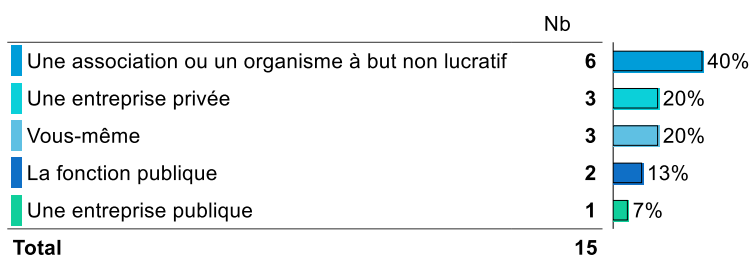 Nb
Une association ou un organisme à but non lucratif 6 40%
Une entreprise privée 3 20%
Vous-même 3 20%
La fonction publique 2 13%
Une entreprise publique 1 7%
Total 15